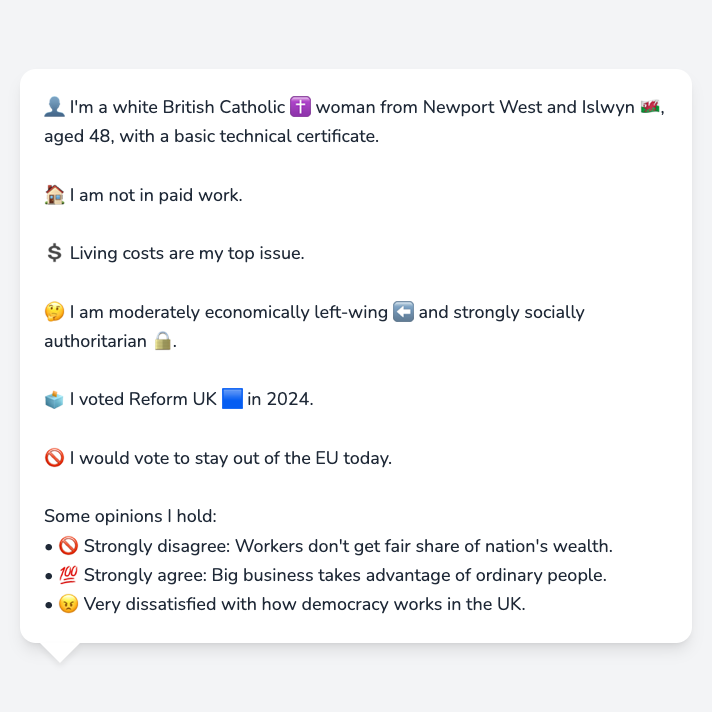 👤 I'm a white British Catholic ✝️ woman from Newport West and Islwyn 🏴󠁧󠁢󠁷󠁬󠁳󠁿,
aged 48, with a basic technical certificate.
🏠 I am not in paid work.
💲 Living costs are my top issue.
🤔 I am moderately economically left-wing ⬅️ and strongly socially
authoritarian 🔒.
🗳️ I voted Reform UK 🟦 in 2024.
🚫 I would vote to stay out of the EU today.
Some opinions I hold:
• 🚫 Strongly disagree: Workers don't get fair share of nation's wealth.
• 💯 Strongly agree: Big business takes advantage of ordinary people.
• 😠 Very dissatisfied with how democracy works in the UK.